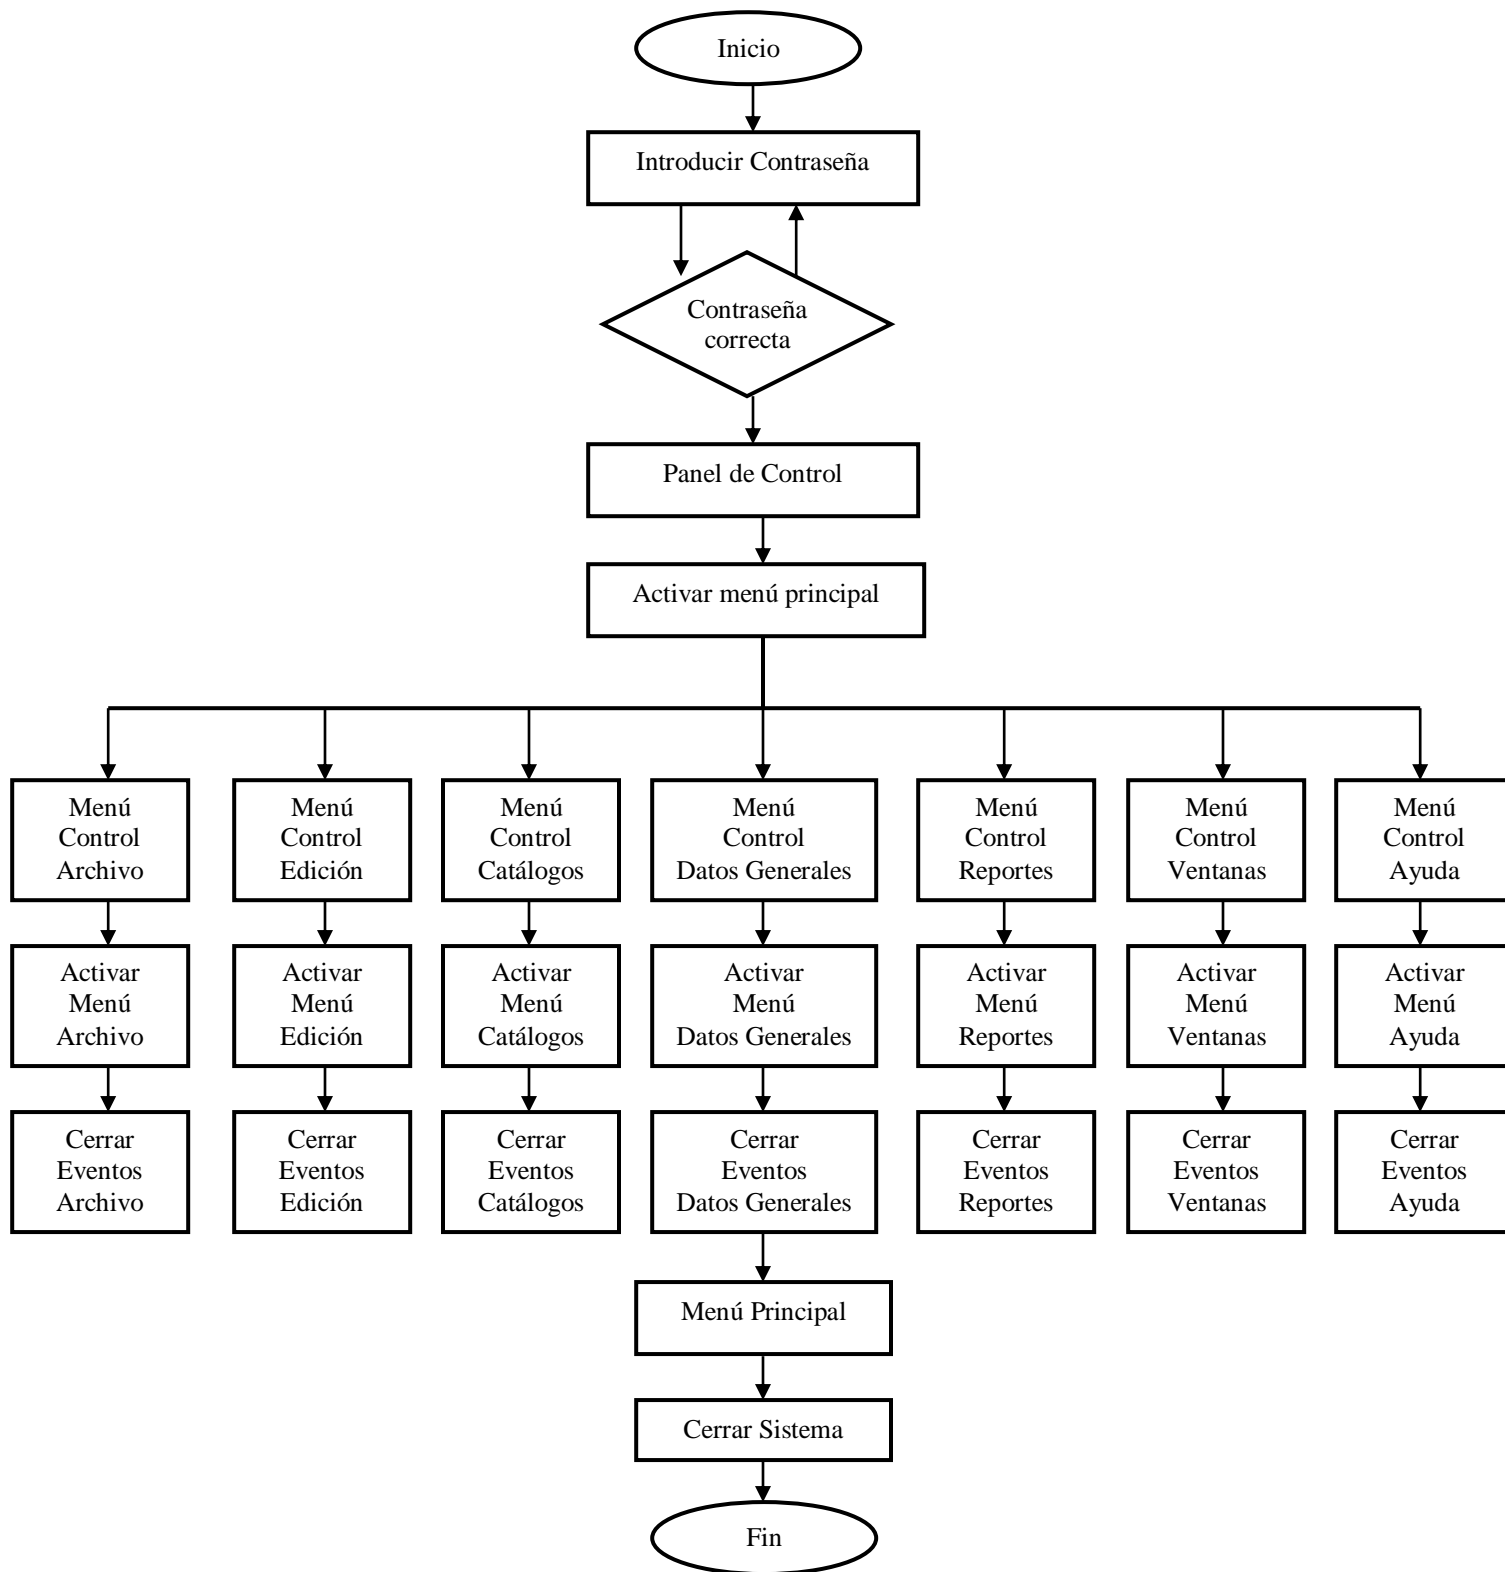 Inicio
Introducir Contraseña
Contraseña
correcta
Panel de Control
Activar menú principal
Menú
Control
Archivo
Menú
Control
Edición
Menú
Control
Catálogos
Menú
Control
Datos Generales
Menú
Control
Reportes
Menú
Control
Ventanas
Menú
Control
Ayuda
Activar
Menú
Archivo
Activar
Menú
Edición
Activar
Menú
Catálogos
Activar
Menú
Datos Generales
Activar
Menú
Reportes
Activar
Menú
Ventanas
Activar
Menú
Ayuda
Cerrar
Eventos
Archivo
Cerrar
Eventos
Edición
Cerrar
Eventos
Catálogos
Cerrar
Eventos
Datos Generales
Cerrar
Eventos
Reportes
Cerrar
Eventos
Ventanas
Cerrar
Eventos
Ayuda
Menú Principal
Cerrar Sistema
Fin